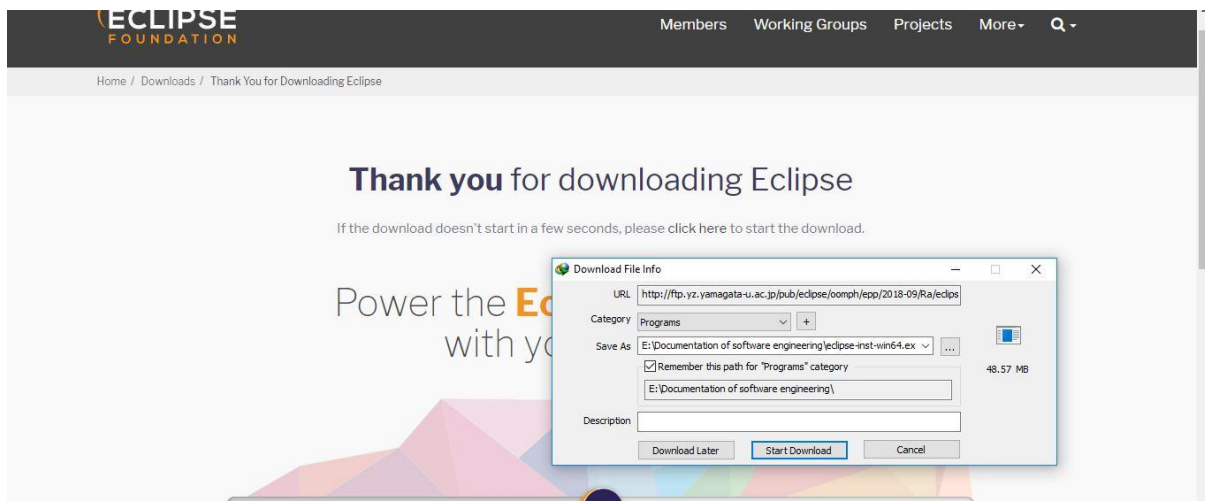 ECLIPSE
FOUNDATION
Members Working Groups Projects More
Home / Downloads / Thank You for Downloading Eclipse
Thank you for downloading Eclipse
If the download doesn't start in a few seconds, please click here to start the download.
Power the Ec
with yo
Download File Info
URL http://ftp.yz.yamagata-u.ac.jp/pub/eclipse/oomph/epp/2018-09/Ra/eclips
Category Programs +
Save As E:\Documentation of software engineering\eclipse-inst-win64.ex ...
Remember this path for "Programs" category
48.57 MB
E:\Documentation of software engineering\
Description
Download Later Start Download Cancel